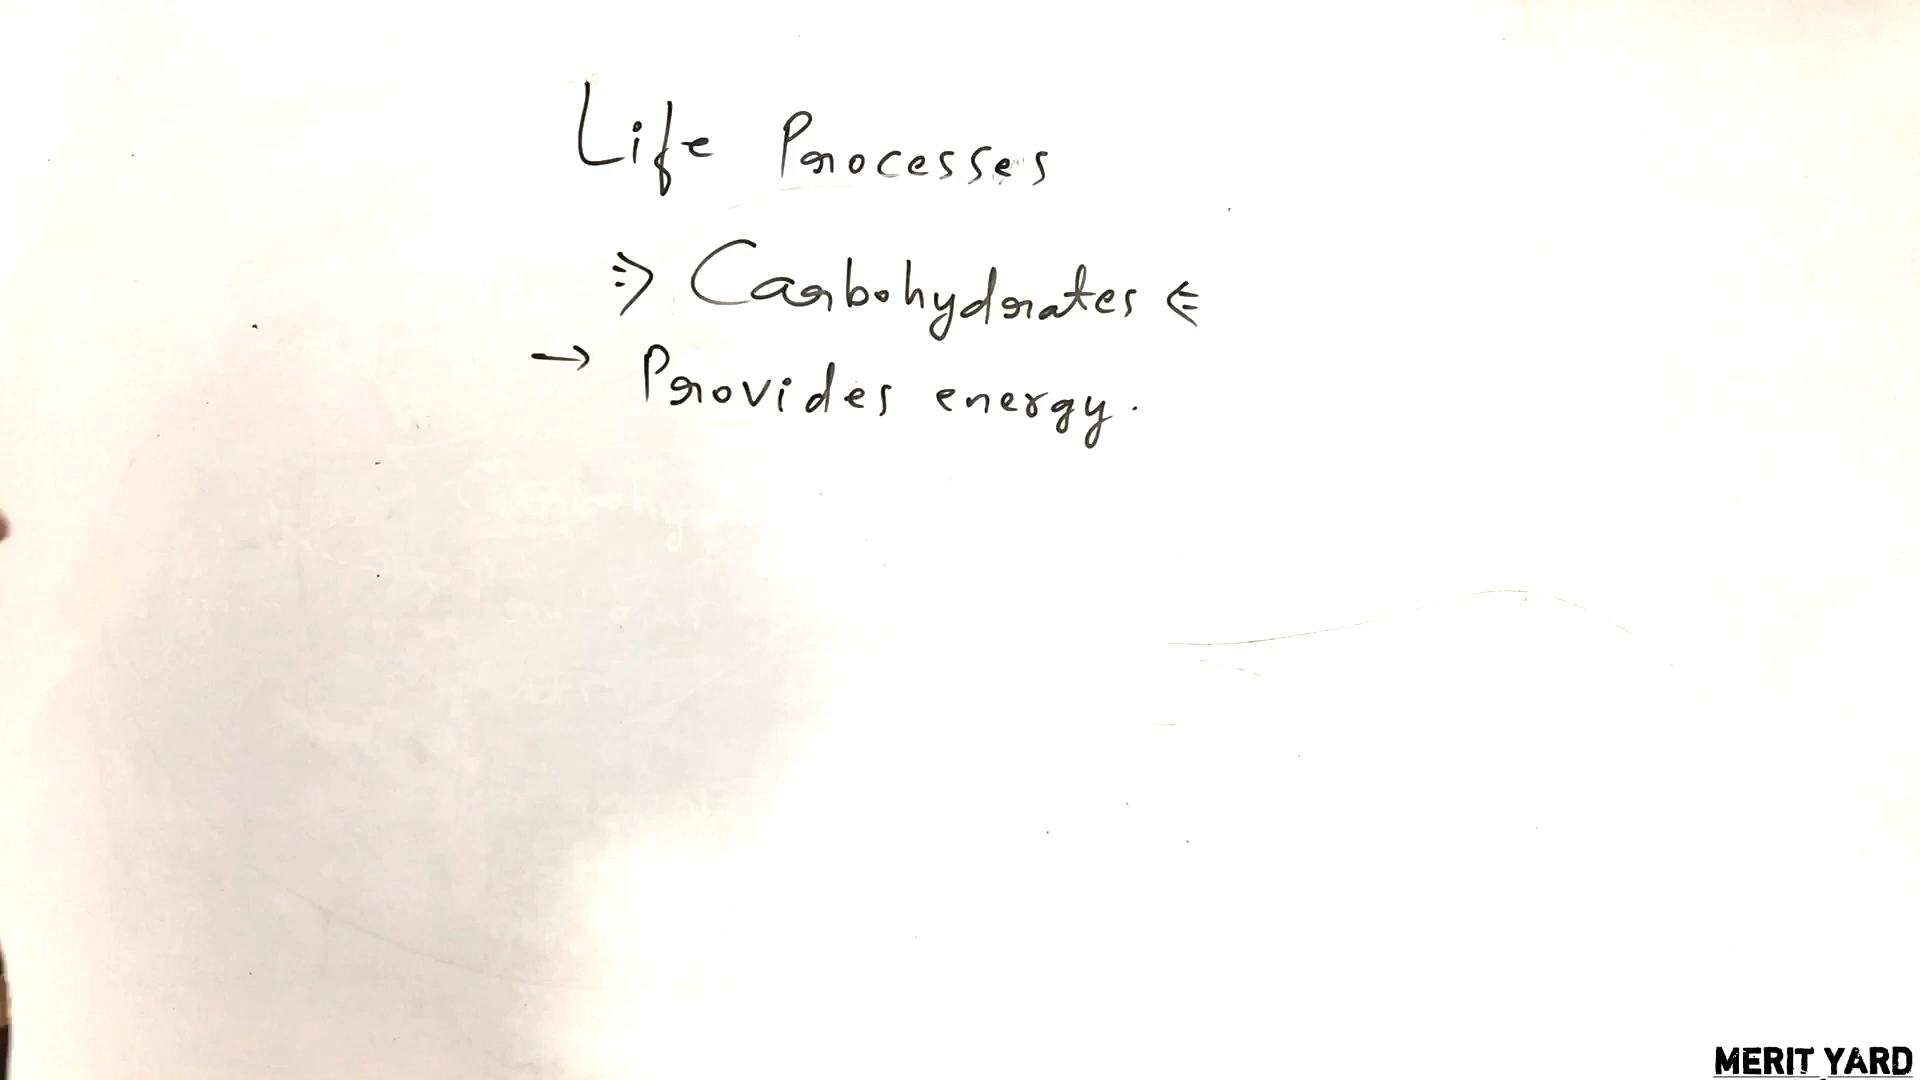 Life Processes
⇒ Carbohydrates ⇐
→ Provides energy.
MERIT YARD